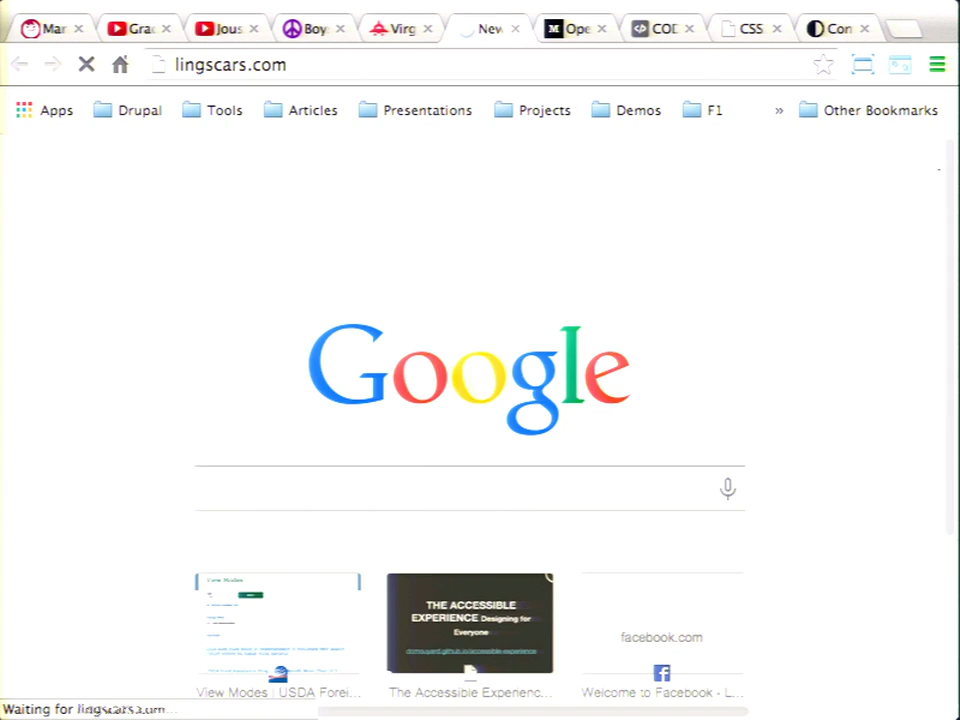 Mar
Grac
Jous
Boy
Virg
New
Ope
COD
CSS
Con
lingscars.com
Apps
Drupal
Tools
Articles
Presentations
Projects
Demos
F1
»
Other Bookmarks
Google
View Modes
THE ACCESSIBLE
EXPERIENCE Designing for
Everyone
facebook.com
View Modes | USDA Forei...
The Accessible Experienc...
Welcome to Facebook - L...
Waiting for lingscars.com...